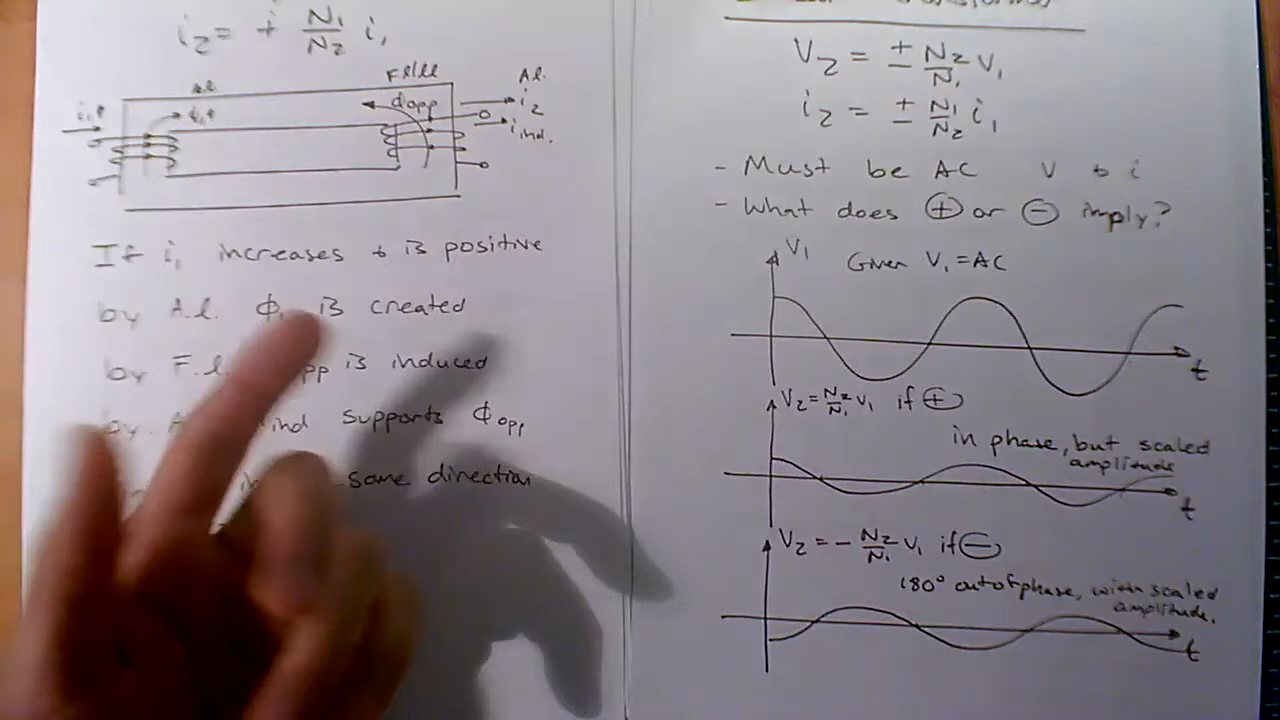 i2 = + N1/N2 i1
A.l.
F.l/l.l
A.l.
i1↑
ϕ1↑
ϕopp
i2
iind.
If i1 increases & is positive
by A.l. ϕ1 is created
by F.l. is induced
by ind supports ϕopp
same direction
V2 = ± N2/N1 V1
i2 = ± N1/N2 i1
- Must be AC V & i
- What does ⊕ or ⊖ imply?
V1
Given V1 = AC
t
V2 = N2/N1 V1 if ⊕
in phase, but scaled
amplitude
t
V2 = - N2/N1 V1 if ⊖
180° out of phase, with scaled
amplitude.
t